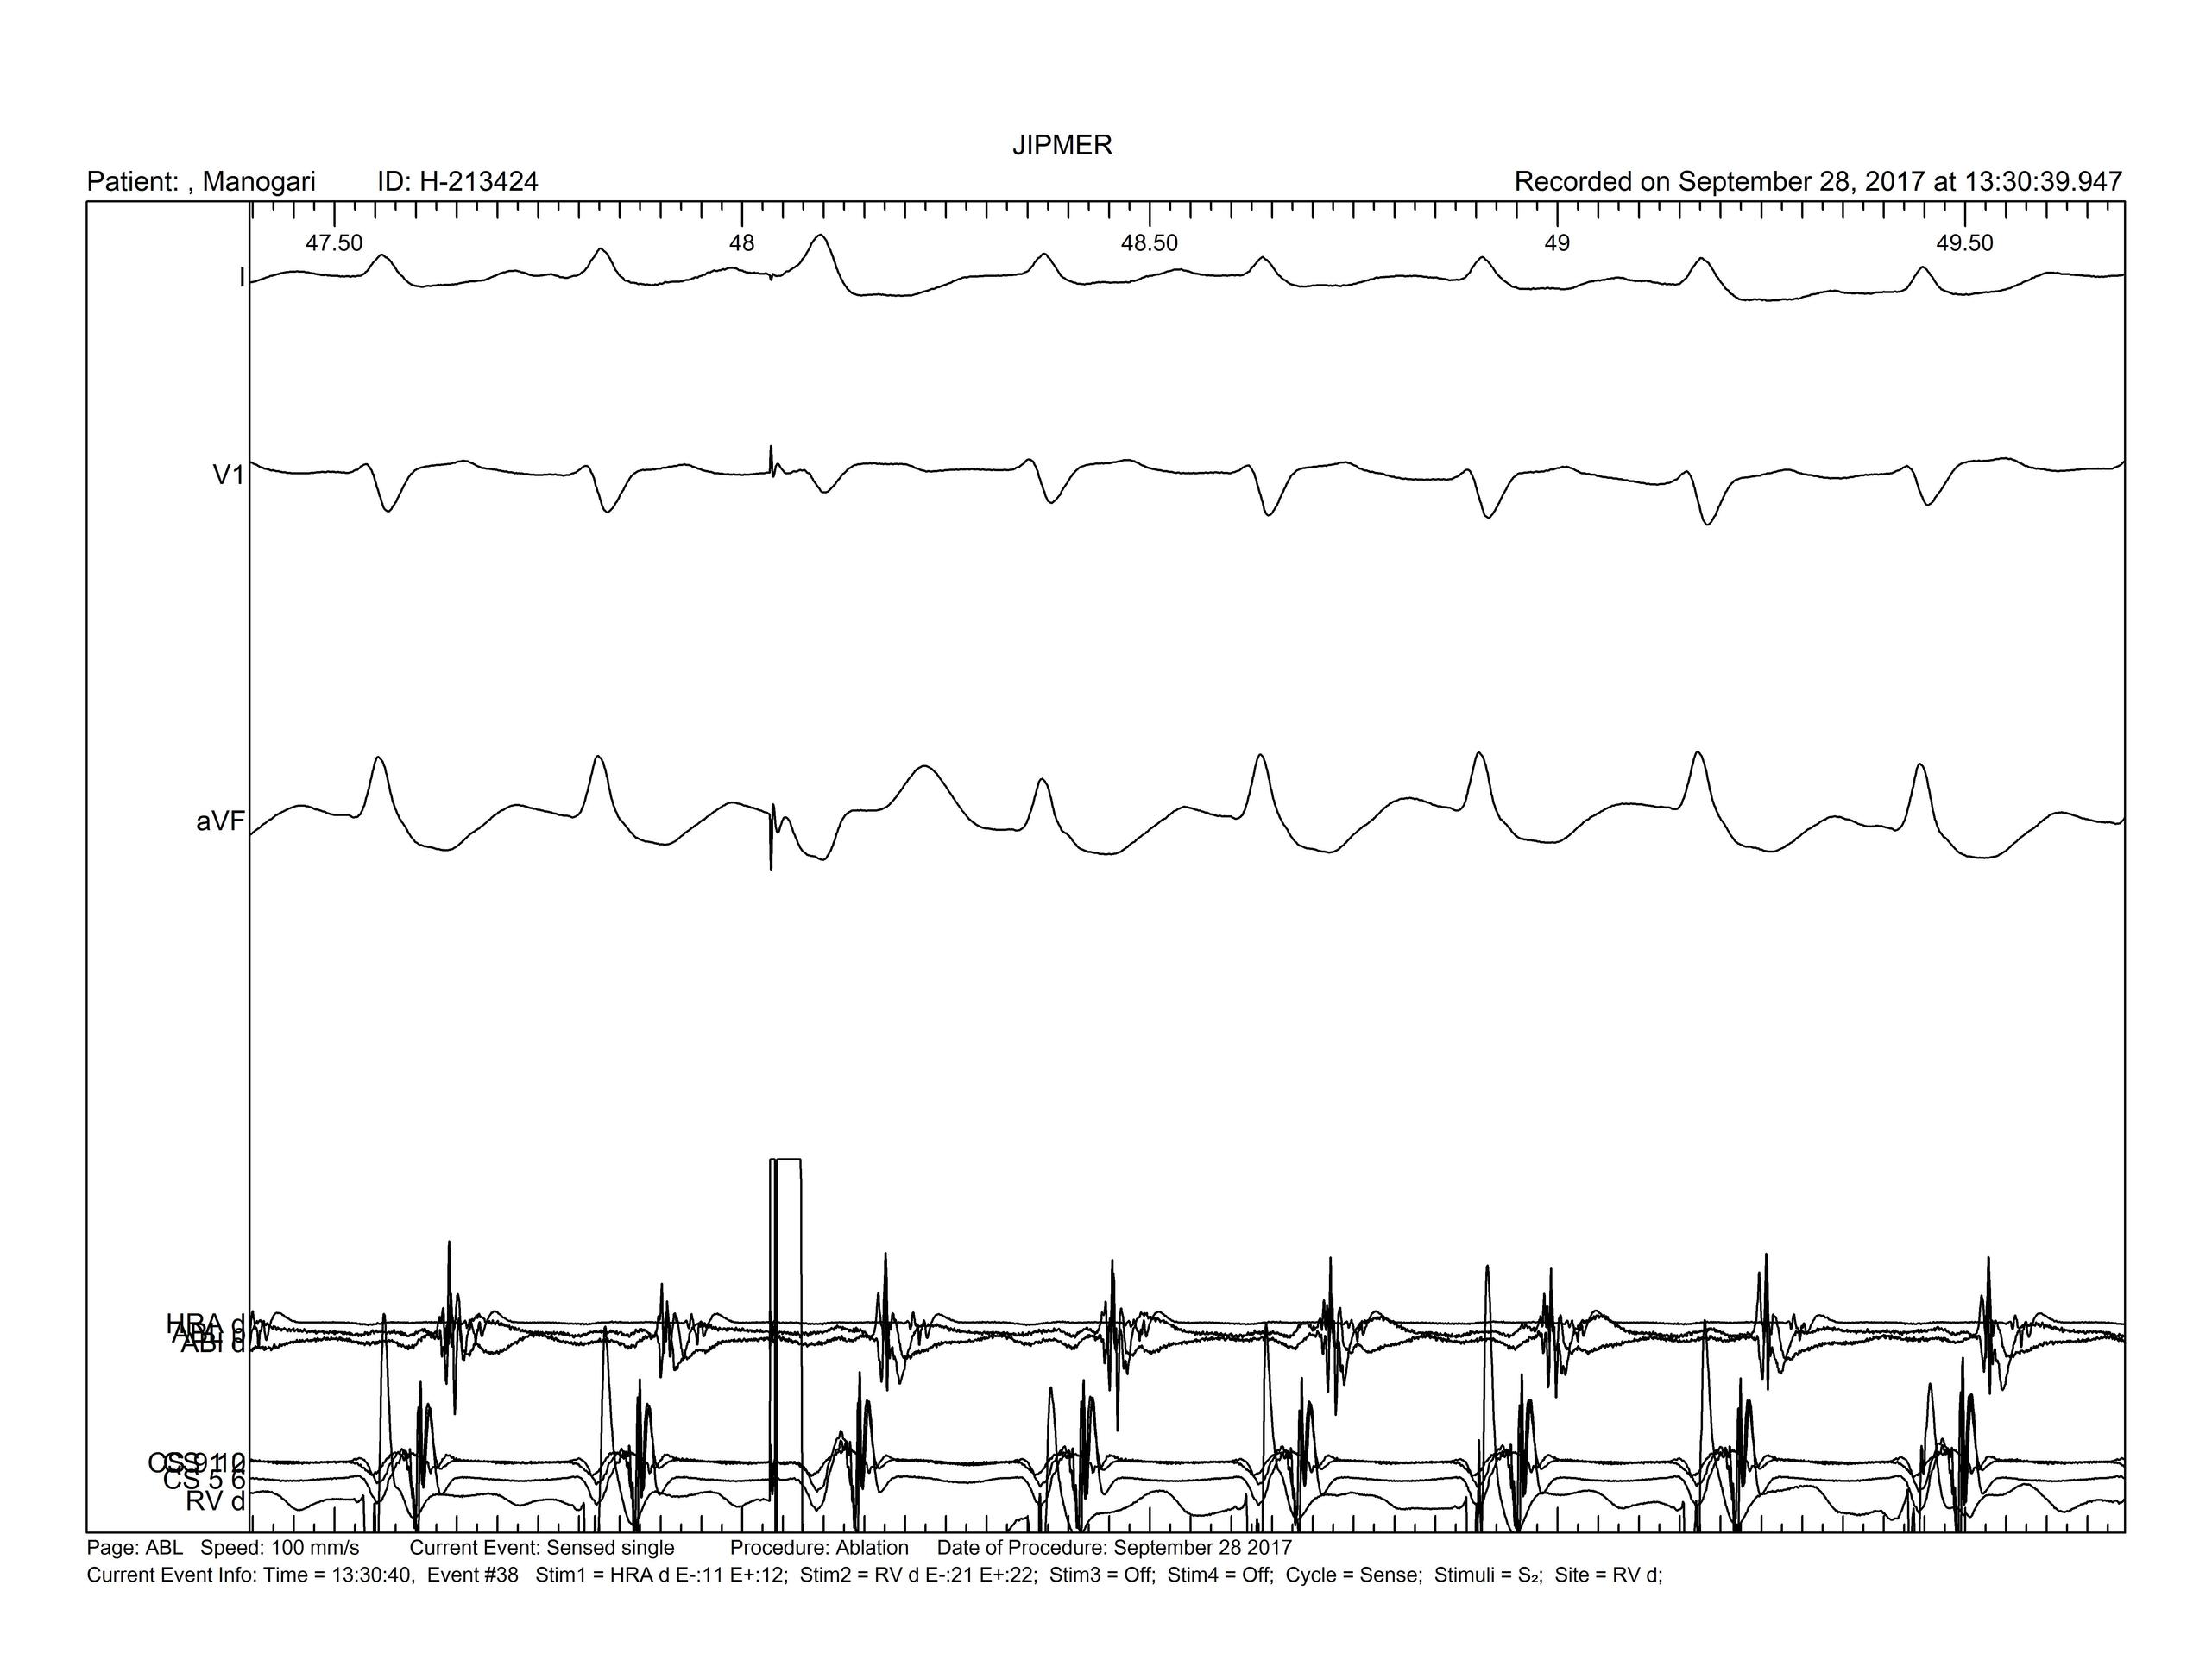 JIPMER
Patient: , Manogari ID: H-213424 Recorded on September 28, 2017 at 13:30:39.947
47.50 48 48.50 49 49.50
I
V1
aVF
HRA d
ABl d
CS 9 10
CS 5 6
RV d
Page: ABL Speed: 100 mm/s Current Event: Sensed single Procedure: Ablation Date of Procedure: September 28 2017
Current Event Info: Time = 13:30:40, Event #38 Stim1 = HRA d E-:11 E+:12; Stim2 = RV d E-:21 E+:22; Stim3 = Off; Stim4 = Off; Cycle = Sense; Stimuli = S₂; Site = RV d;